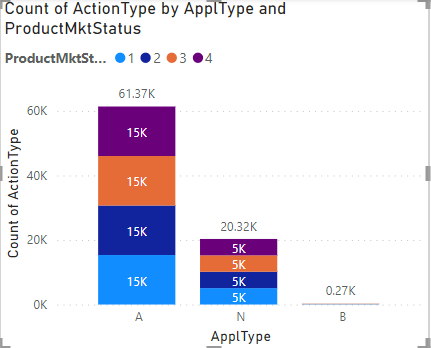 Count of ActionType by ApplType and
ProductMktStatus
ProductMktSt... 1 2 3 4
61.37K
60K
15K
15K
40K
15K
20.32K
20K
5K
5K
5K
15K
5K
0.27K
0K
A N B
Count of ActionType
ApplType